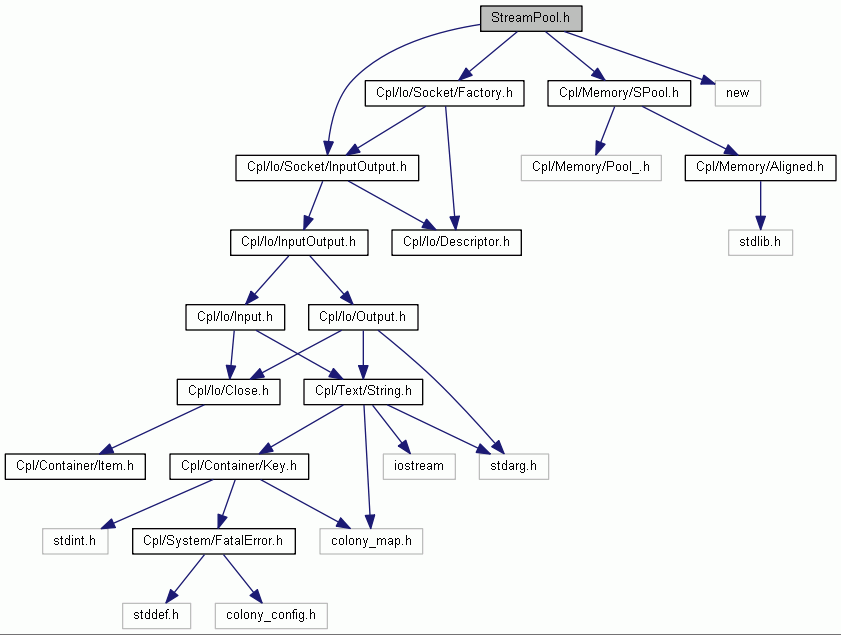 StreamPool.h
Cpl/Io/Socket/Factory.h
Cpl/Memory/SPool.h
new
Cpl/Io/Socket/InputOutput.h
Cpl/Memory/Pool_.h
Cpl/Memory/Aligned.h
Cpl/Io/InputOutput.h
Cpl/Io/Descriptor.h
stdlib.h
Cpl/Io/Input.h
Cpl/Io/Output.h
Cpl/Io/Close.h
Cpl/Text/String.h
Cpl/Container/Item.h
Cpl/Container/Key.h
iostream
stdarg.h
stdint.h
Cpl/System/FatalError.h
colony_map.h
stddef.h
colony_config.h